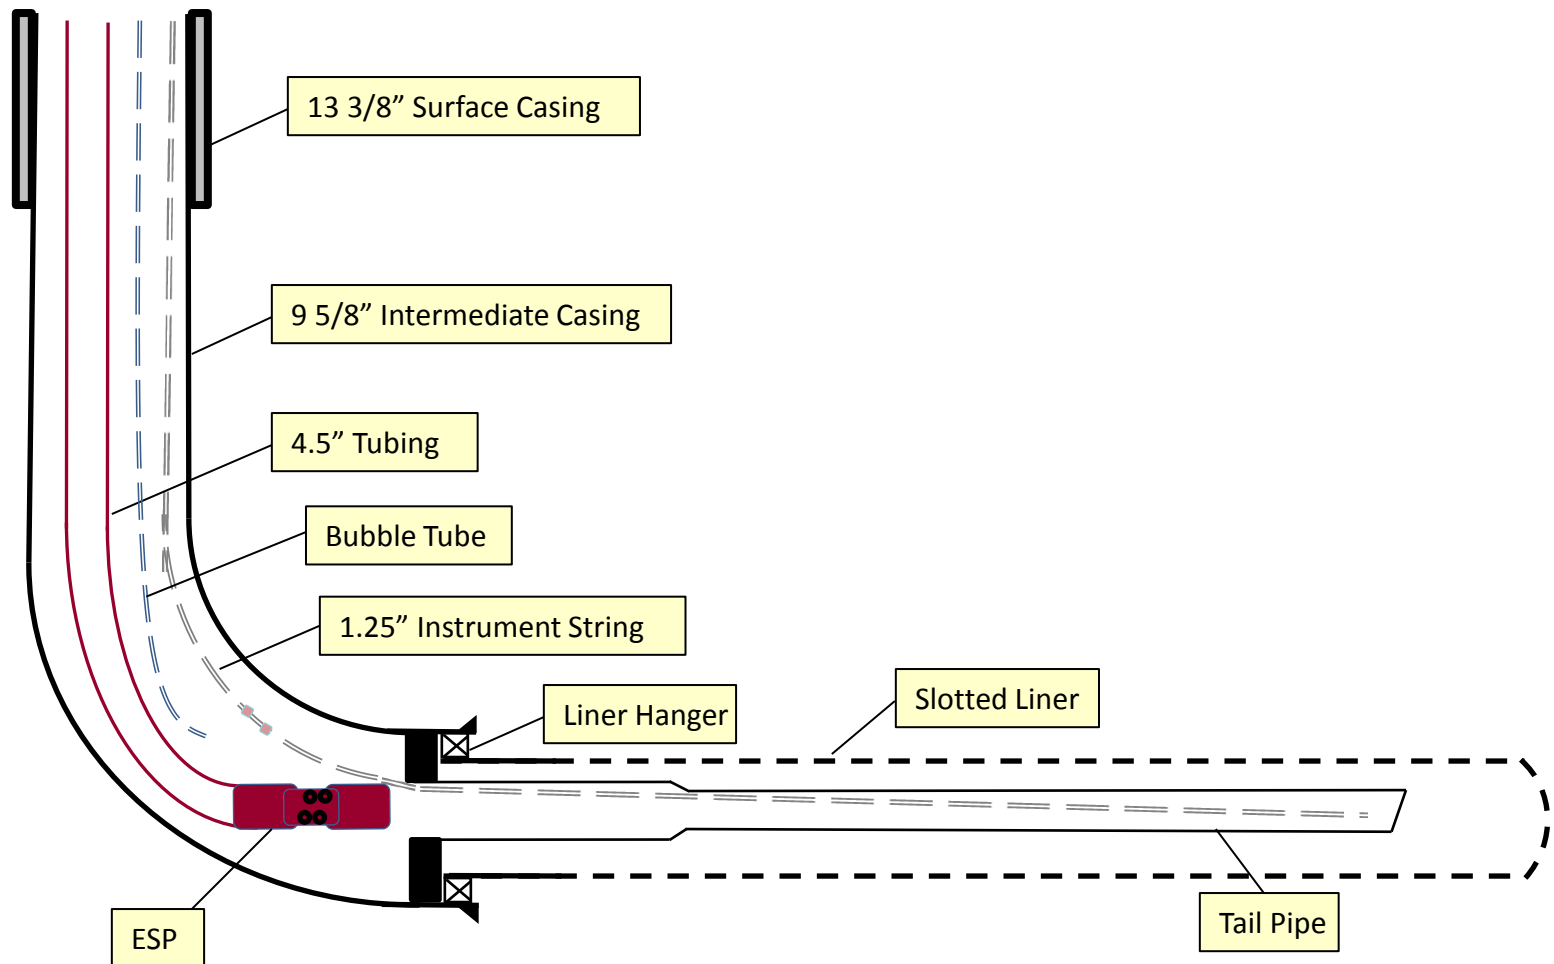 13 3/8” Surface Casing
9 5/8” Intermediate Casing
4.5” Tubing
Bubble Tube
1.25” Instrument String
Slotted Liner
Liner Hanger
ESP
Tail Pipe